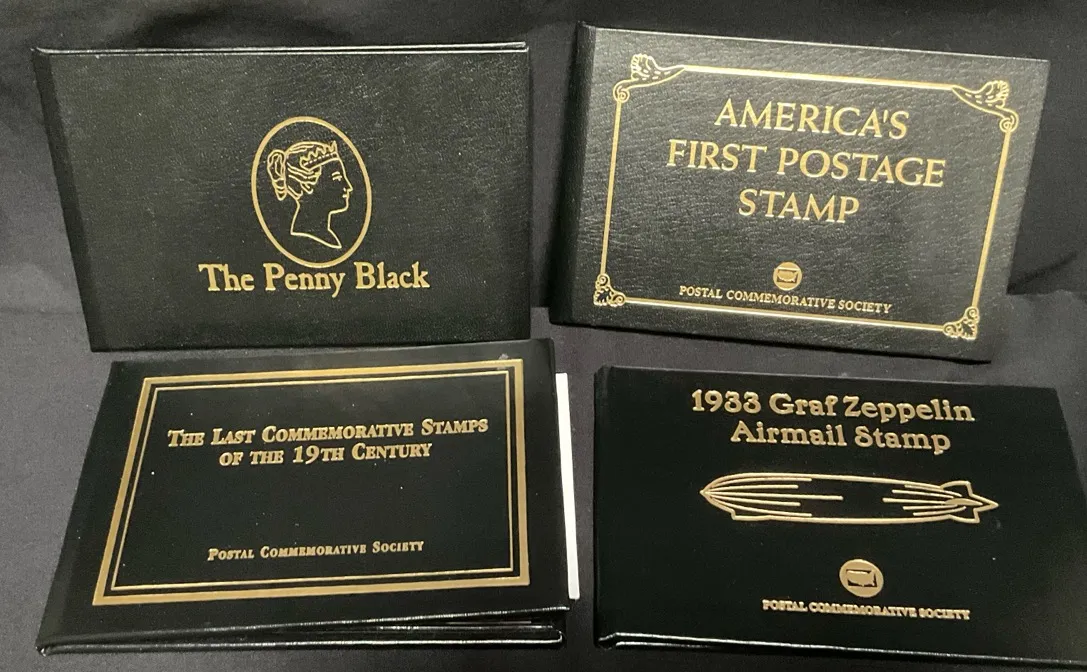 The Penny Black
AMERICA'S
FIRST POSTAGE
STAMP
POSTAL COMMEMORATIVE SOCIETY
THE LAST COMMEMORATIVE STAMPS
OF THE 19TH CENTURY
POSTAL COMMEMORATIVE SOCIETY
1933 Graf Zeppelin
Airmail Stamp
POSTAL COMMEMORATIVE SOCIETY